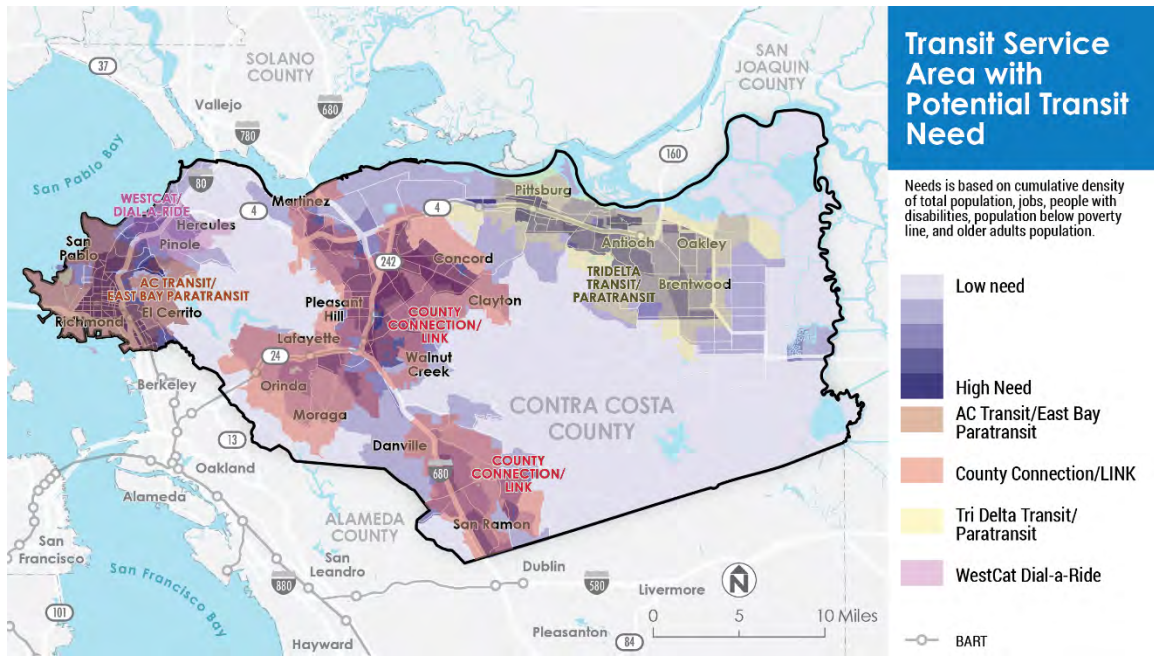 Transit Service
Area with
Potential Transit
Need
Needs is based on cumulative density
of total population, jobs, people with
disabilities, population below poverty
line, and older adults population.
Low need
High Need
AC Transit/East Bay
Paratransit
County Connection/LINK
Tri Delta Transit/
Paratransit
WestCat Dial-a-Ride
BART
SOLANO
COUNTY
SAN
JOAQUIN
COUNTY
37
Vallejo
680
780
160
San Pablo Bay
80
WESTCAT/
DIAL-A-RIDE
Hercules
Pinole
4
Martinez
4
Pittsburg
Antioch
Oakley
San
Pablo
AC TRANSIT/
EAST BAY PARATRANSIT
El Cerrito
Richmond
242
Concord
Clayton
Pleasant
Hill
COUNTY
CONNECTION/
LINK
TRIDELTA
TRANSIT/
PARATRANSIT
Brentwood
Lafayette
24
Walnut
Creek
Orinda
Moraga
Berkeley
CONTRA COSTA
COUNTY
13
Danville
680
COUNTY
CONNECTION/
LINK
Oakland
Alameda
ALAMEDA
COUNTY
San Ramon
San
Francisco
San
Leandro
Dublin
San Francisco Bay
880
580
Livermore
N
101
Hayward
Pleasanton
84
0 5 10 Miles